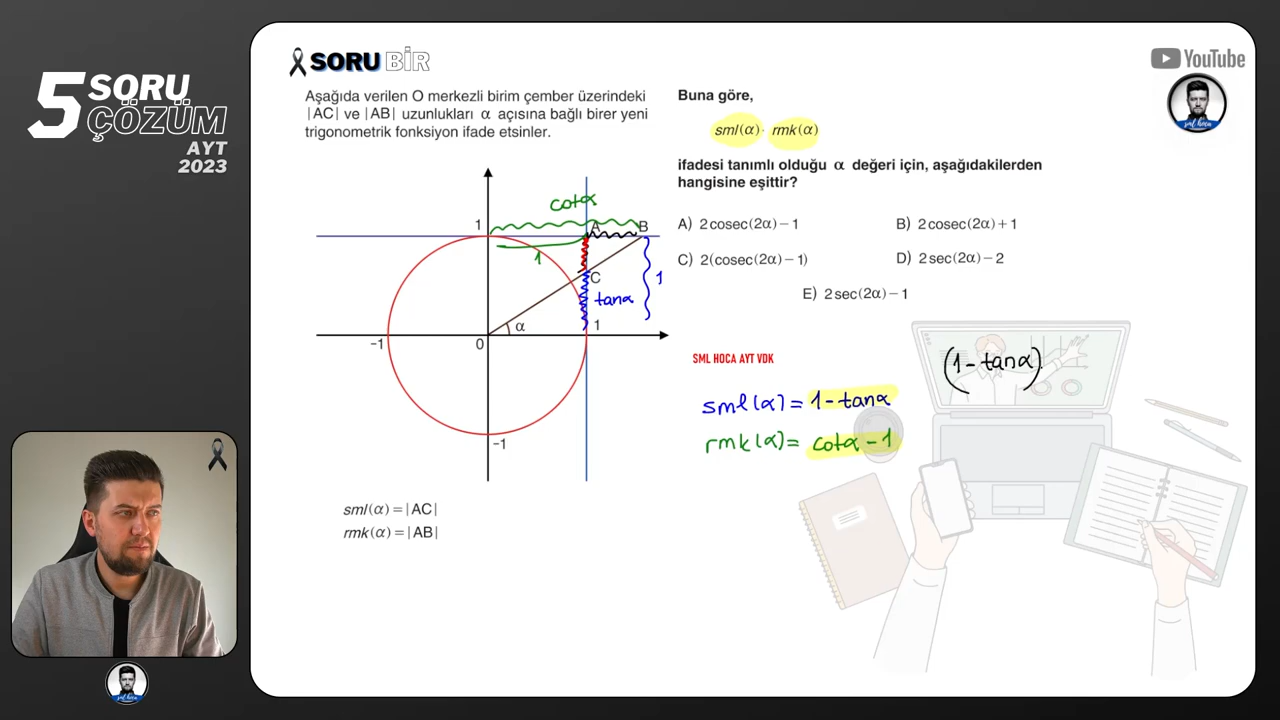 5 SORU
ÇÖZÜM
AYT
2023
SORU BİR
YouTube
sml hoca
Aşağıda verilen O merkezli birim çember üzerindeki
|AC| ve |AB| uzunlukları α açısına bağlı birer yeni
trigonometrik fonksiyon ifade etsinler.
cotα
1
A
B
1
C
1
tanα
α
1
-1
0
-1
sml(α) = |AC|
rmk(α) = |AB|
Buna göre,
sml(α) · rmk(α)
ifadesi tanımlı olduğu α değeri için, aşağıdakilerden
hangisine eşittir?
A) 2cosec(2α) − 1
B) 2cosec(2α) + 1
C) 2(cosec(2α) − 1)
D) 2sec(2α) − 2
E) 2sec(2α) − 1
SML HOCA AYT VDK
(1 − tanα).
sml(α) = 1 − tanα
rmk(α) = cotα − 1
sml hoca